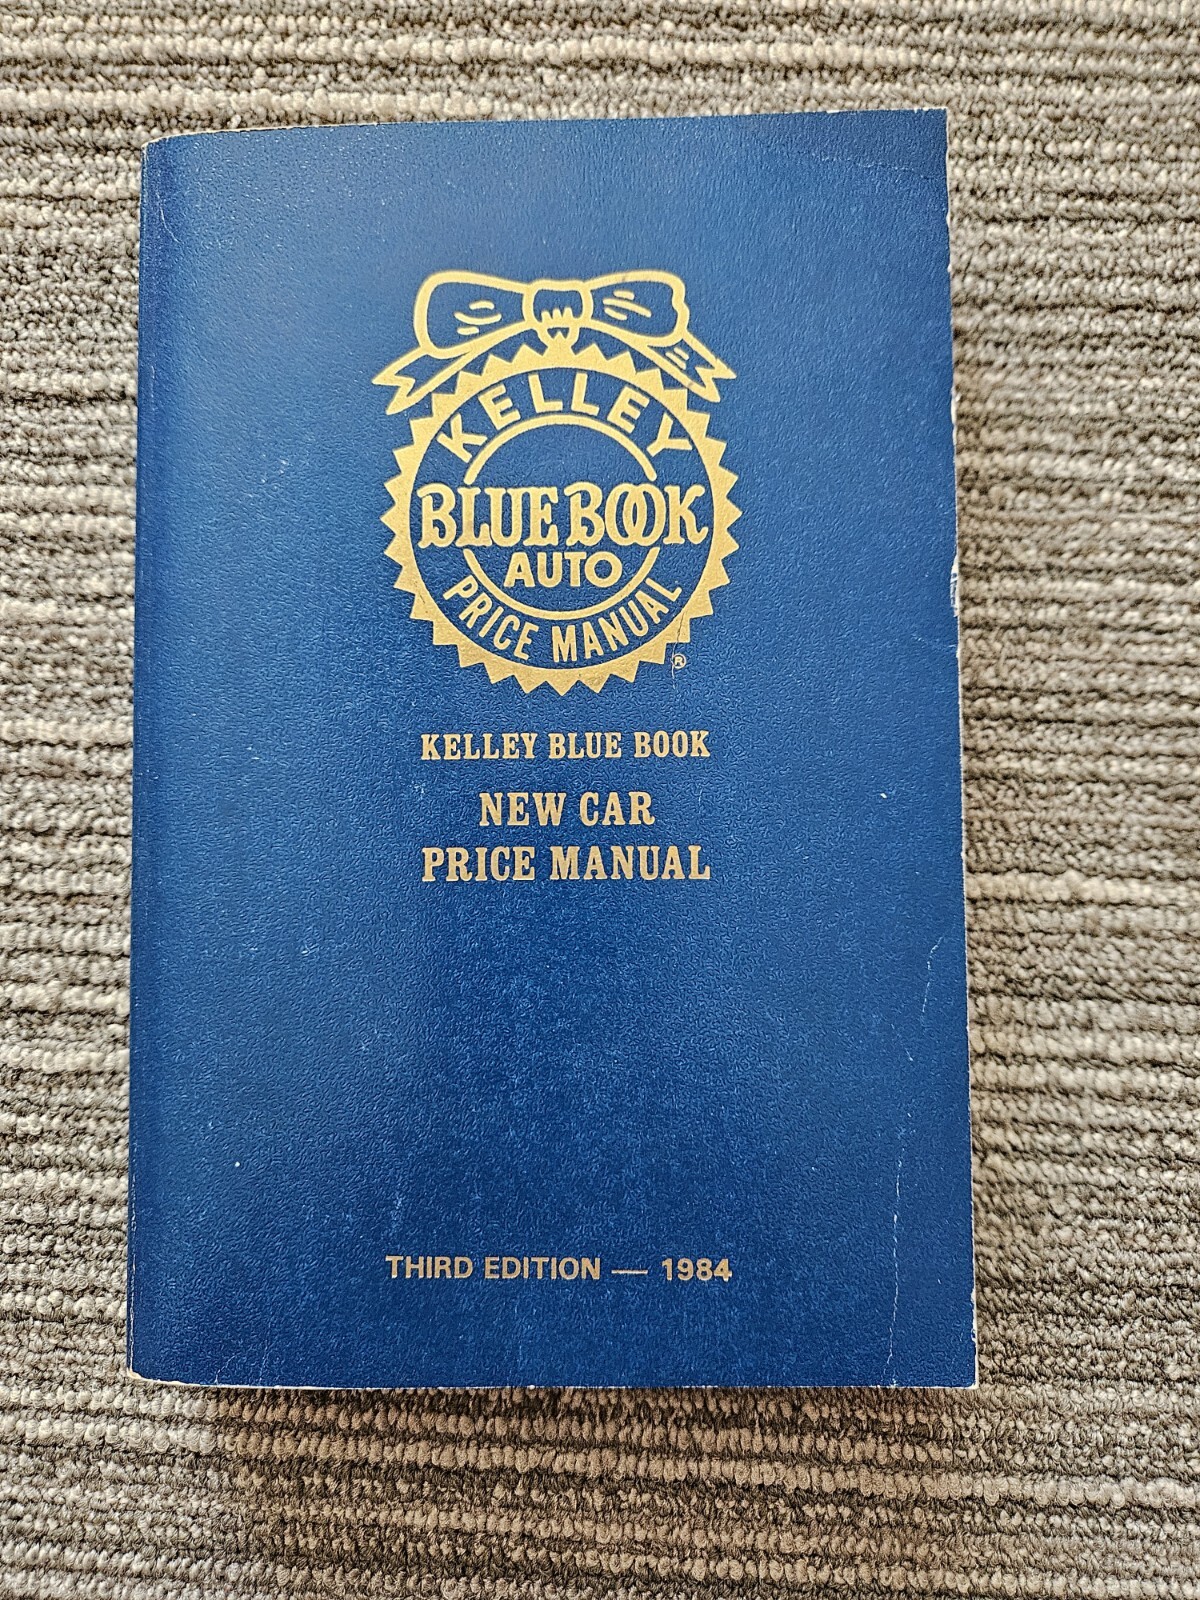 KELLEY
BLUE BOOK
AUTO
PRICE MANUAL
®
KELLEY BLUE BOOK
NEW CAR
PRICE MANUAL
THIRD EDITION — 1984